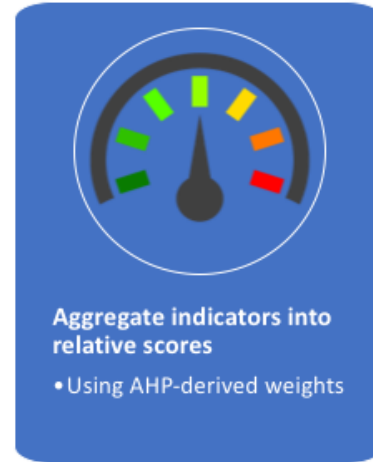 Aggregate indicators into
relative scores
•Using AHP-derived weights